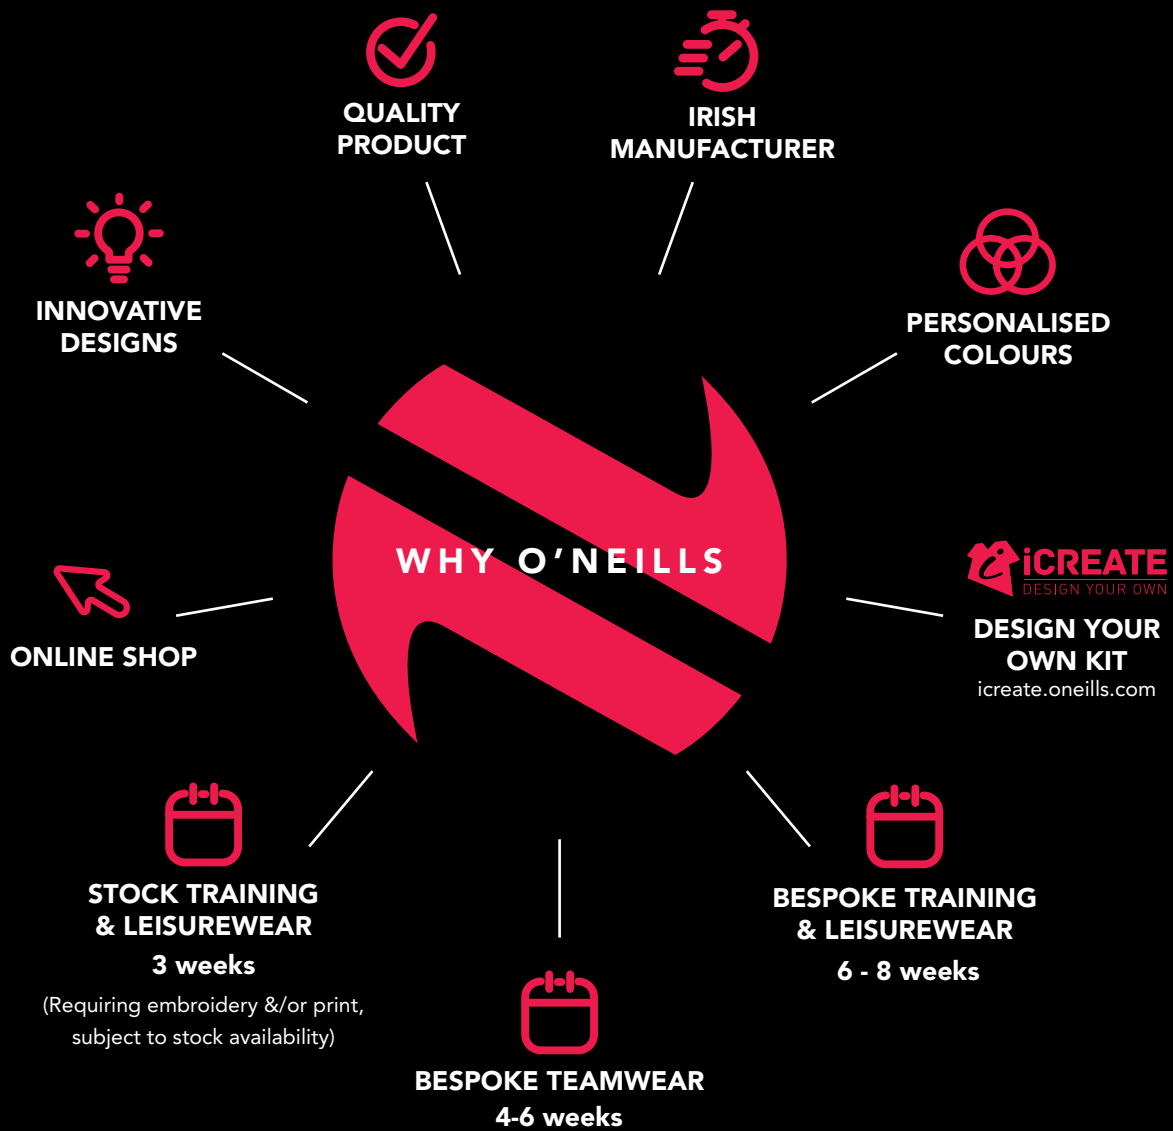 QUALITY
PRODUCT
IRISH
MANUFACTURER
INNOVATIVE
DESIGNS
PERSONALISED
COLOURS
WHY O'NEILLS
iCREATE
DESIGN YOUR OWN
DESIGN YOUR
OWN KIT
icreate.oneills.com
ONLINE SHOP
STOCK TRAINING
& LEISUREWEAR
3 weeks
(Requiring embroidery &/or print,
subject to stock availability)
BESPOKE TRAINING
& LEISUREWEAR
6 - 8 weeks
BESPOKE TEAMWEAR
4-6 weeks